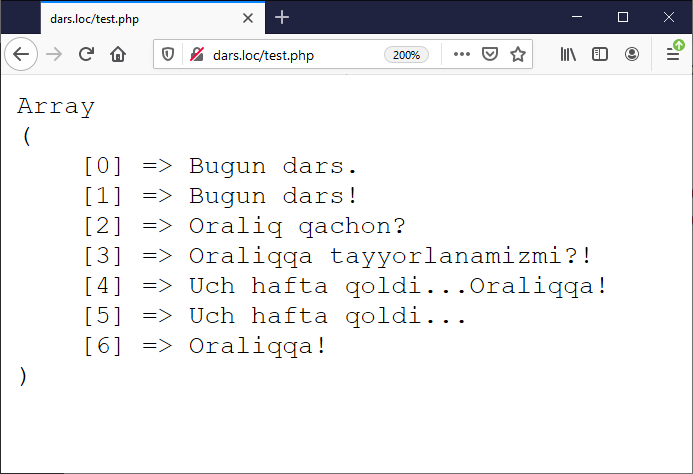 dars.loc/test.php
dars.loc/test.php 200%
Array
(
[0] => Bugun dars.
[1] => Bugun dars!
[2] => Oraliq qachon?
[3] => Oraliqqa tayyorlanamizmi?!
[4] => Uch hafta qoldi...Oraliqqa!
[5] => Uch hafta qoldi...
[6] => Oraliqqa!
)